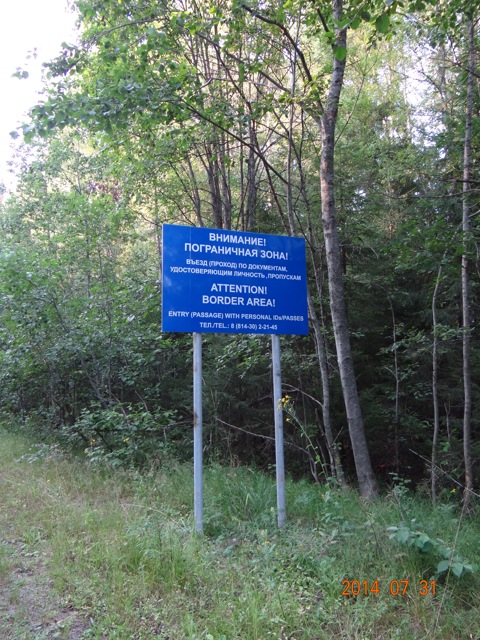 ВНИМАНИЕ!
ПОГРАНИЧНАЯ ЗОНА!
ВЪЕЗД (ПРОХОД) ПО ДОКУМЕНТАМ,
УДОСТОВЕРЯЮЩИМ ЛИЧНОСТЬ ,ПРОПУСКАМ
ATTENTION!
BORDER AREA!
ENTRY (PASSAGE) WITH PERSONAL IDs/PASSES
ТЕЛ./TEL.: 8 (814-30) 2-21-45
2014 07 31